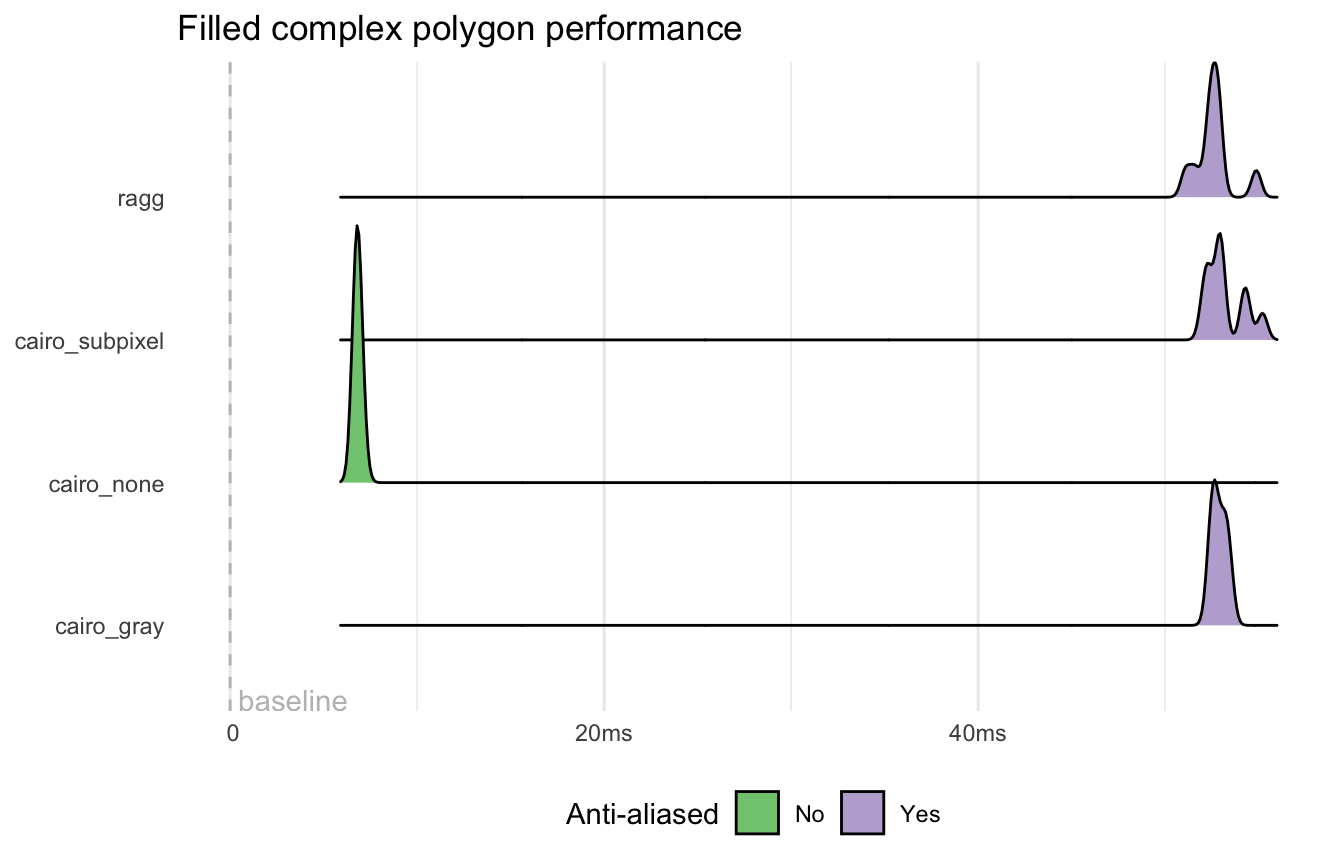 Filled complex polygon performance
ragg
cairo_subpixel
cairo_none
cairo_gray
baseline
0 20ms 40ms
Anti-aliased No Yes